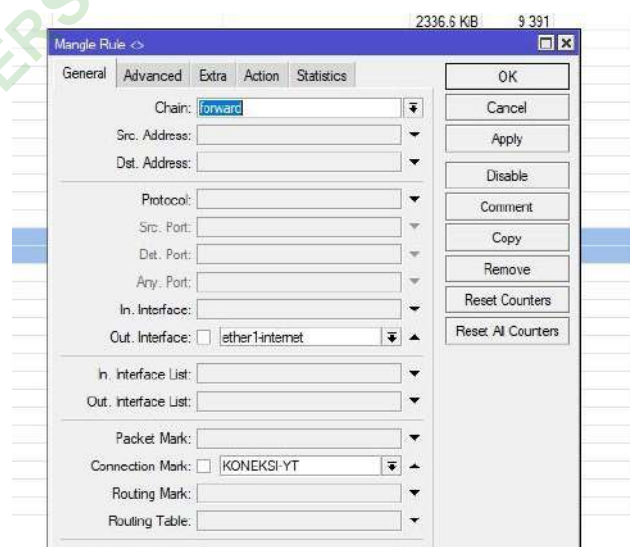 2336.6 KiB 9 391
Mangle Rule <>
General Advanced Extra Action Statistics
OK
Chain: forward
Cancel
Src. Address:
Apply
Dst. Address:
Disable
Protocol:
Comment
Src. Port:
Copy
Dst. Port:
Remove
Any. Port:
Reset Counters
In. Interface:
Out. Interface: ether1-internet
Reset All Counters
In. Interface List:
Out. Interface List:
Packet Mark:
Connection Mark: KONEKSI-YT
Routing Mark:
Routing Table: